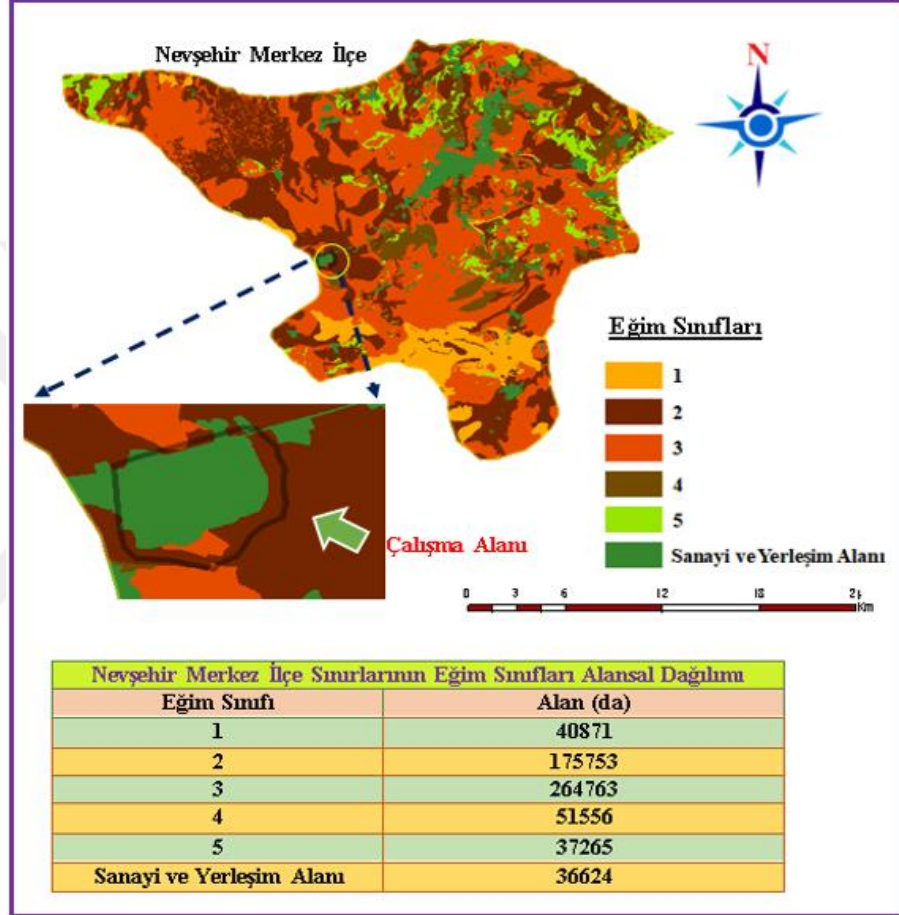 Nevşehir Merkez İlçe
N
Eğim Sınıfları
1
2
3
4
5
Sanayi ve Yerleşim Alanı
Çalışma Alanı
0 3 6 12 18
Km
Nevşehir Merkez İlçe Sınırlarının Eğim Sınıfları Alansal Dağılımı
Eğim Sınıfı Alan (da)
1 40871
2 175753
3 264763
4 51556
5 37265
Sanayi ve Yerleşim Alanı 36624